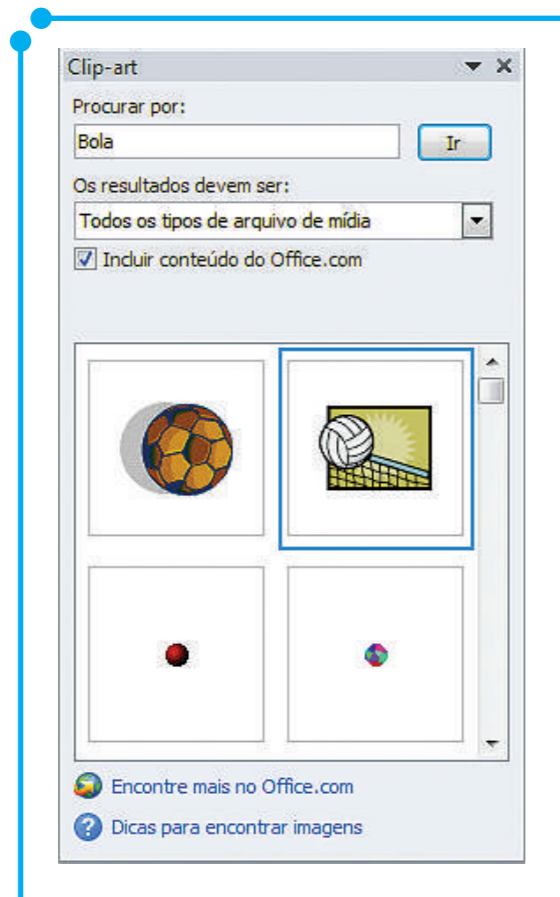 Clip-art
Procurar por:
Bola
Ir
Os resultados devem ser:
Todos os tipos de arquivo de mídia
Incluir conteúdo do Office.com
Encontre mais no Office.com
Dicas para encontrar imagens